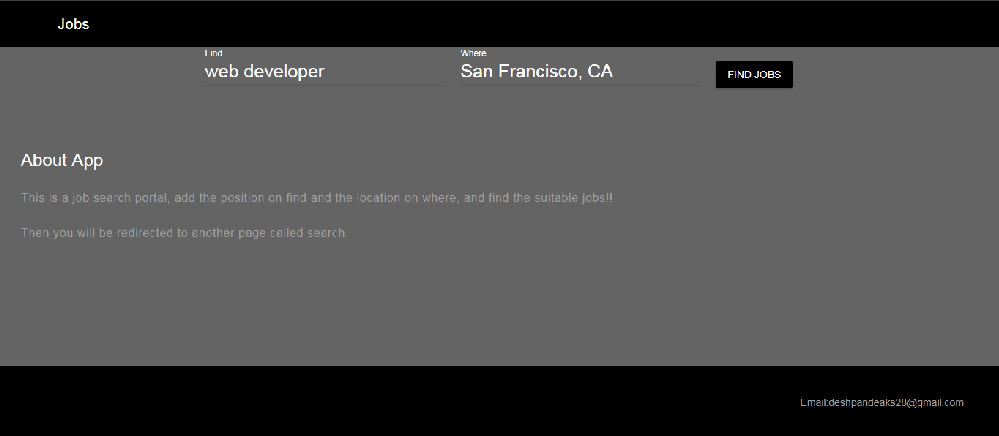 Jobs
Find
Where
web developer
San Francisco, CA
FIND JOBS
About App
This is a job search portal, add the position on find and the location on where, and find the suitable jobs!!
Then you will be redirected to another page called search.
Email:deshpandeaks28@gmail.com